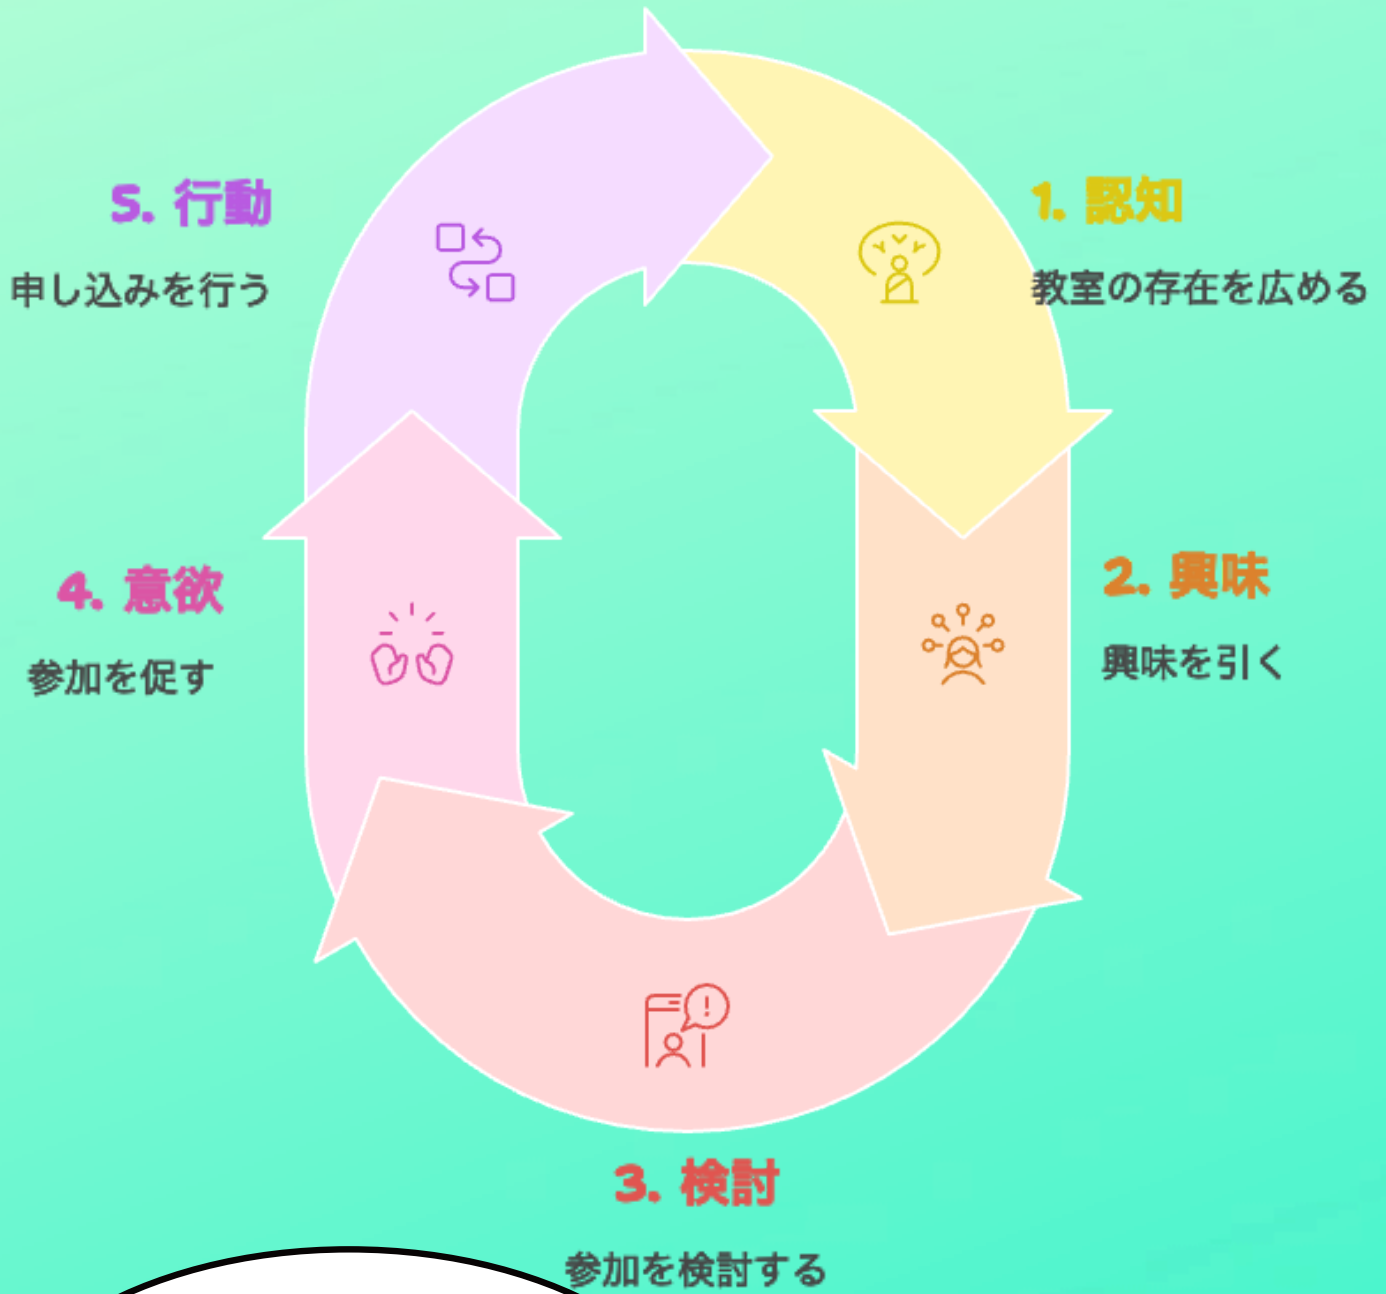 1. 認知
教室の存在を広める
2. 興味
興味を引く
3. 検討
参加を検討する
4. 意欲
参加を促す
5. 行動
申し込みを行う